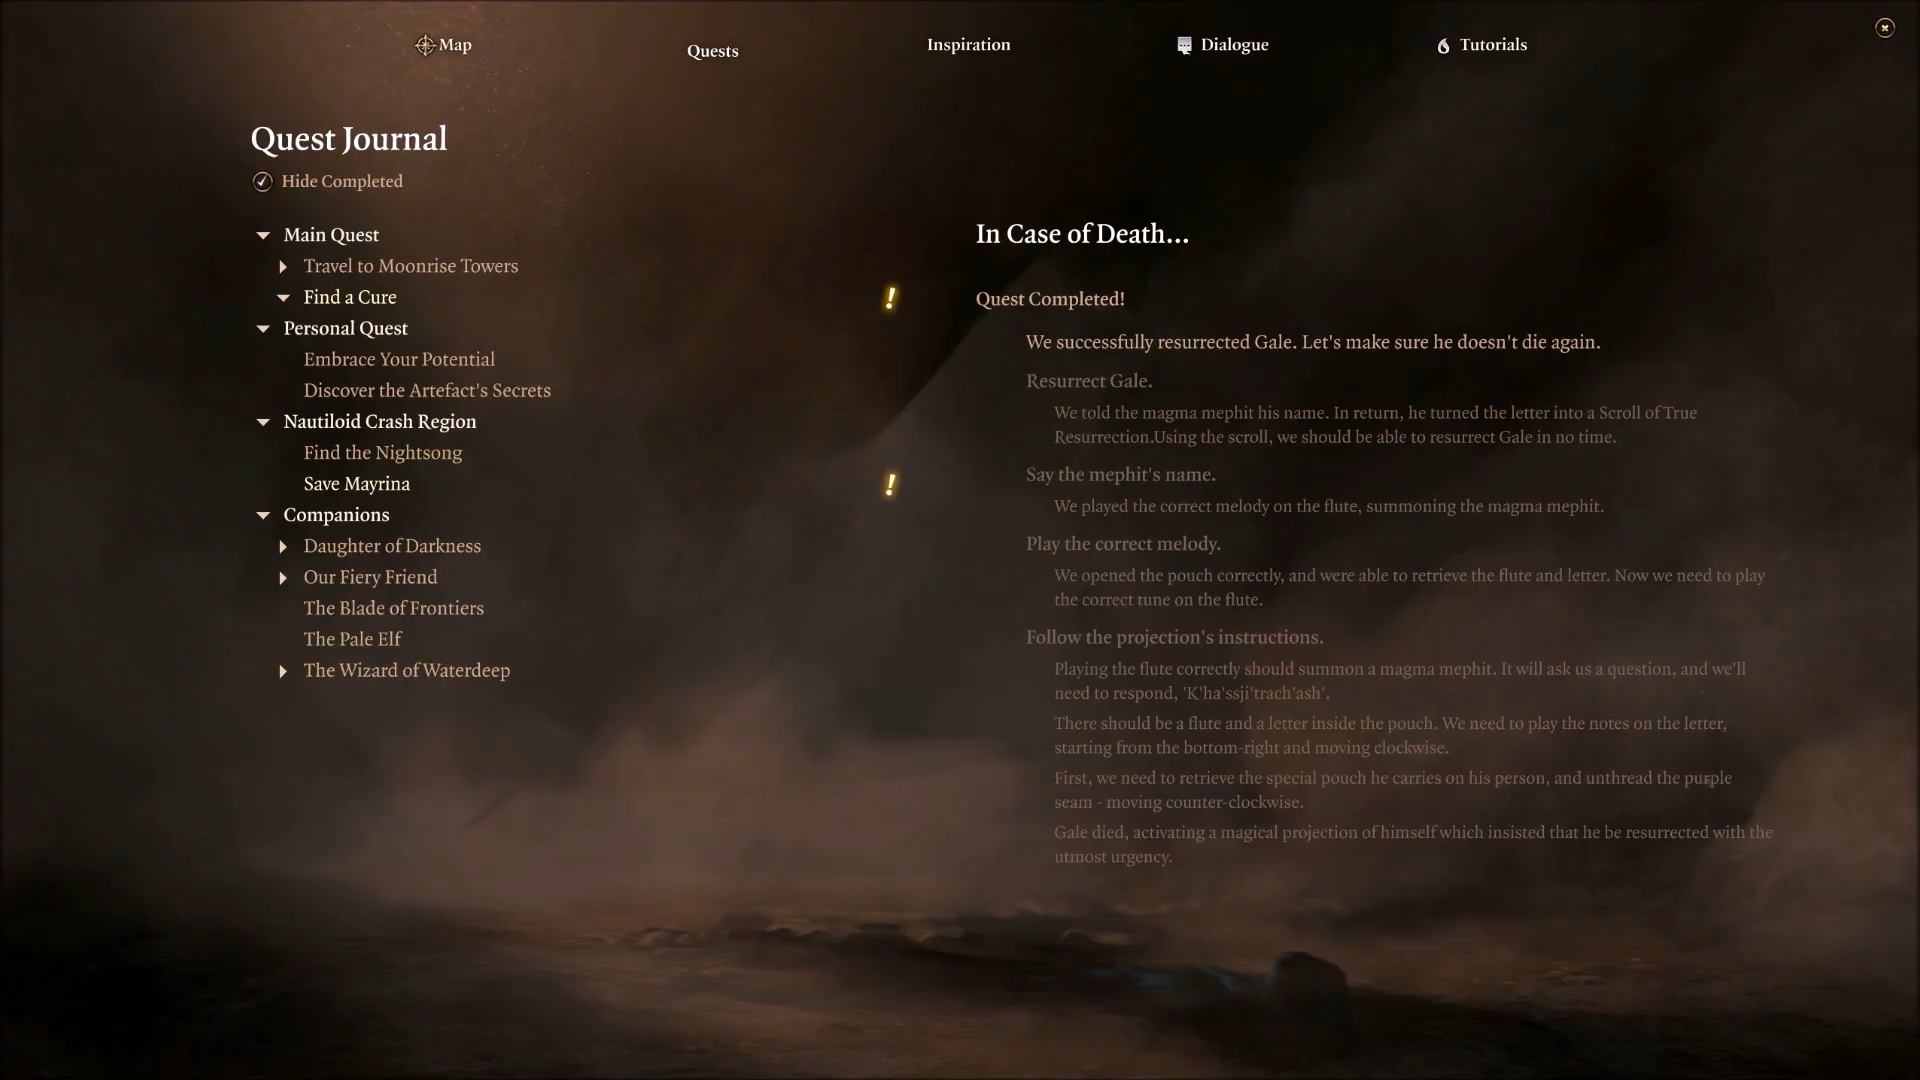 Map
Quests
Inspiration
Dialogue
Tutorials
Quest Journal
Hide Completed
Main Quest
Travel to Moonrise Towers
Find a Cure
Personal Quest
Embrace Your Potential
Discover the Artefact's Secrets
Nautiloid Crash Region
Find the Nightsong
Save Mayrina
Companions
Daughter of Darkness
Our Fiery Friend
The Blade of Frontiers
The Pale Elf
The Wizard of Waterdeep
!
!
In Case of Death...
Quest Completed!
We successfully resurrected Gale. Let's make sure he doesn't die again.
Resurrect Gale.
We told the magma mephit his name. In return, he turned the letter into a Scroll of True
Resurrection.Using the scroll, we should be able to resurrect Gale in no time.
Say the mephit's name.
We played the correct melody on the flute, summoning the magma mephit.
Play the correct melody.
We opened the pouch correctly, and were able to retrieve the flute and letter. Now we need to play
the correct tune on the flute.
Follow the projection's instructions.
Playing the flute correctly should summon a magma mephit. It will ask us a question, and we'll
need to respond, 'K'ha'ssji'trach'ash'.
There should be a flute and a letter inside the pouch. We need to play the notes on the letter,
starting from the bottom-right and moving clockwise.
First, we need to retrieve the special pouch he carries on his person, and unthread the purple
seam - moving counter-clockwise.
Gale died, activating a magical projection of himself which insisted that he be resurrected with the
utmost urgency.